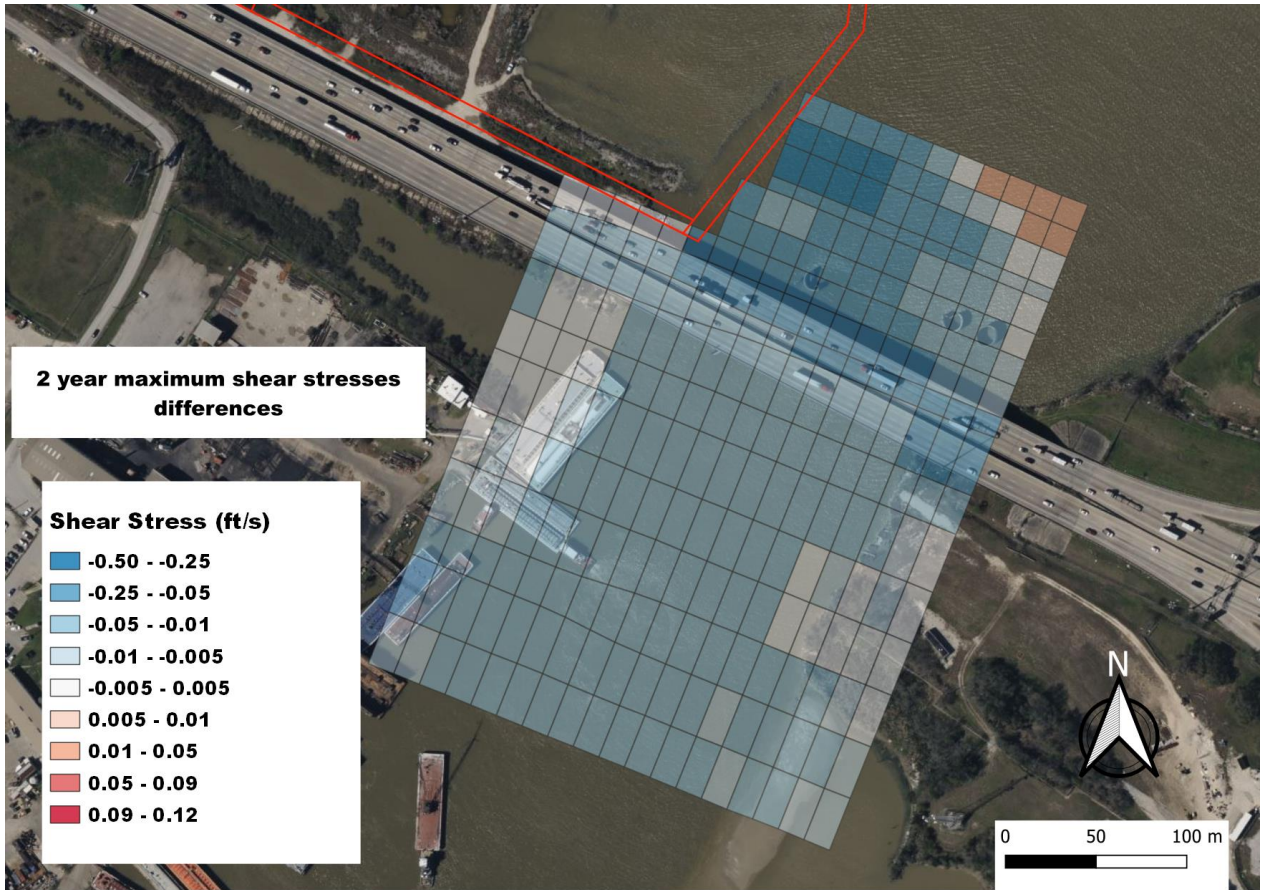 2 year maximum shear stresses
differences
Shear Stress (ft/s)
-0.50 - -0.25
-0.25 - -0.05
-0.05 - -0.01
-0.01 - -0.005
-0.005 - 0.005
0.005 - 0.01
0.01 - 0.05
0.05 - 0.09
0.09 - 0.12
N
0 50 100 m